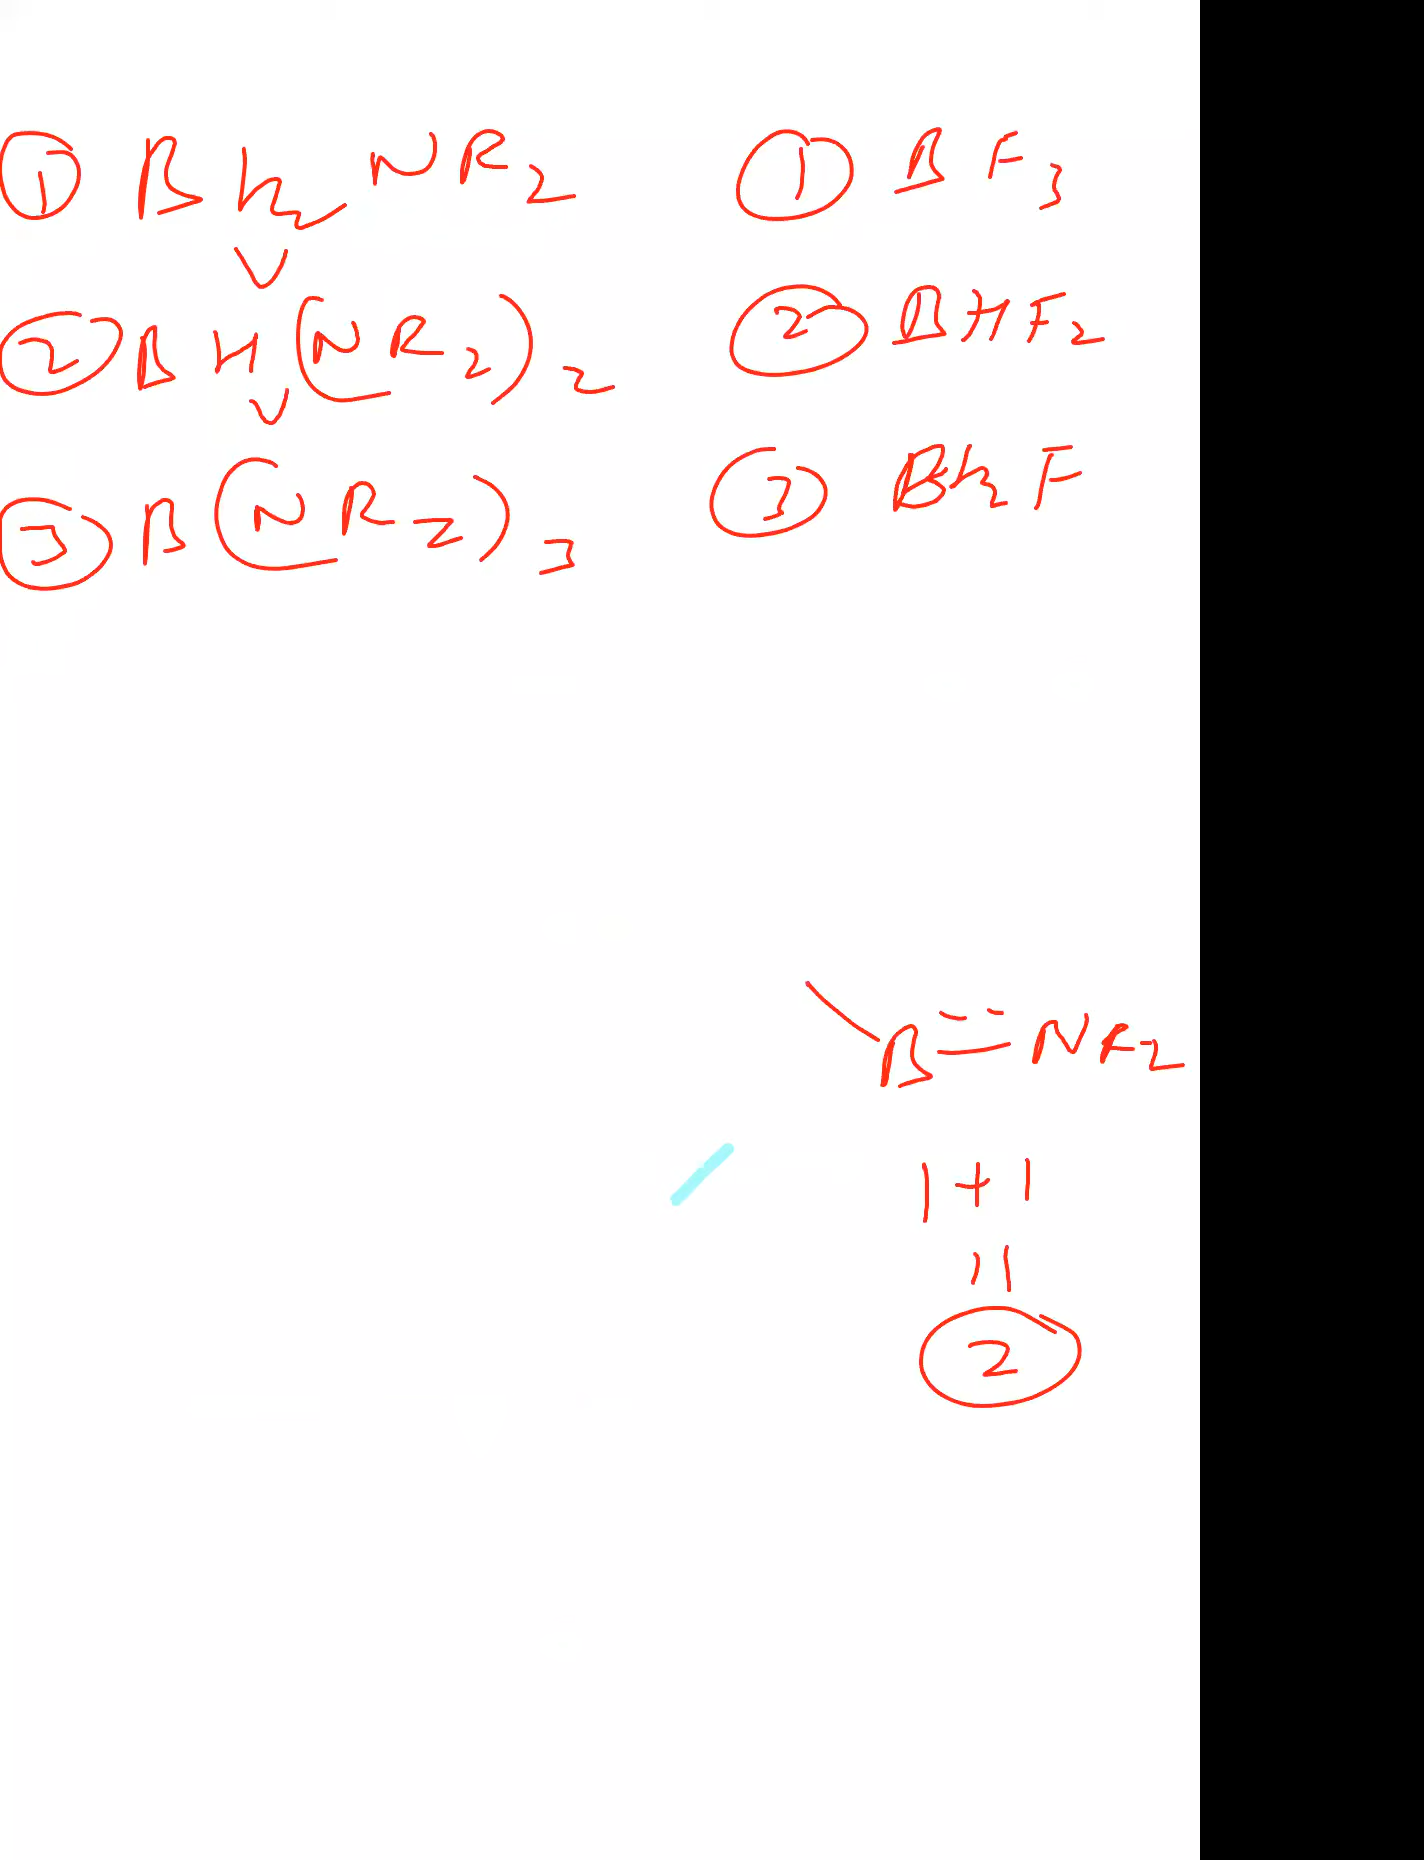 ① BH₂NR₂
∨
② BH(NR₂)₂
∨
③ B(NR₂)₃
① BF₃
② BHF₂
③ BH₂F
B=NR₂
1+1
=
②